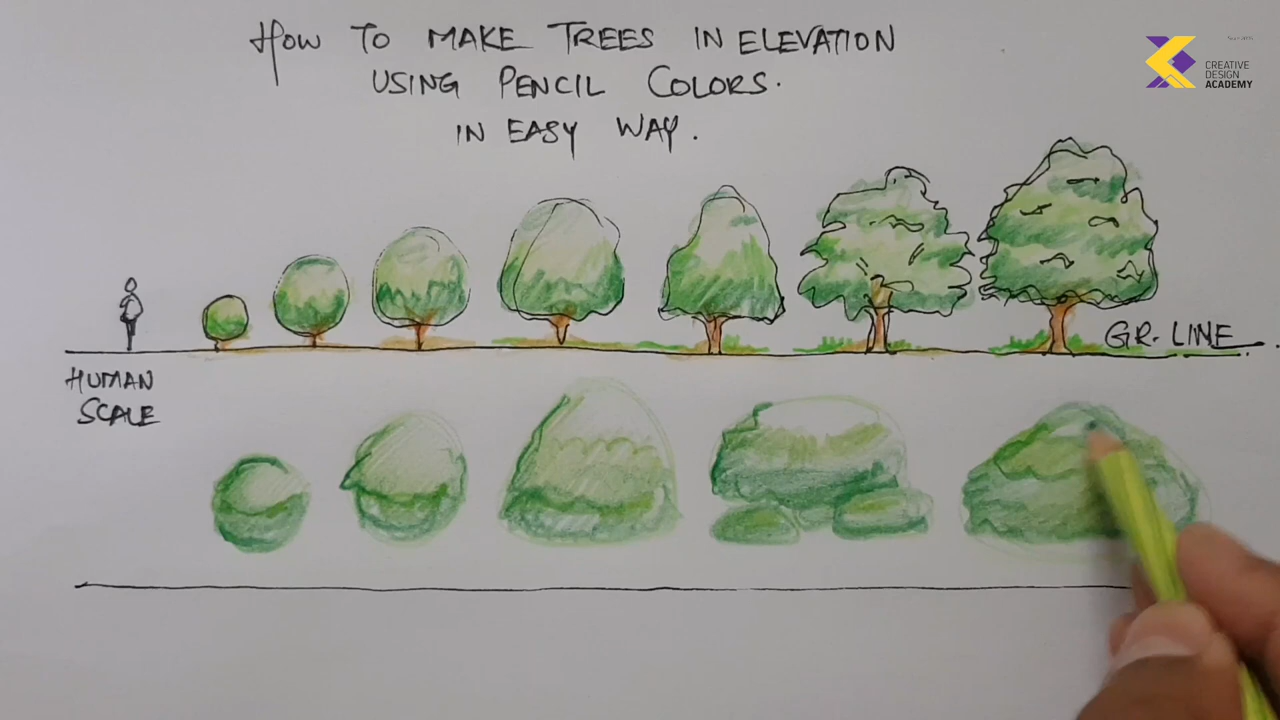 How TO MAKE TREES IN ELEVATION
USING PENCIL COLORS.
IN EASY WAY.
CREATIVE
DESIGN
ACADEMY
GR. LINE
HUMAN
SCALE